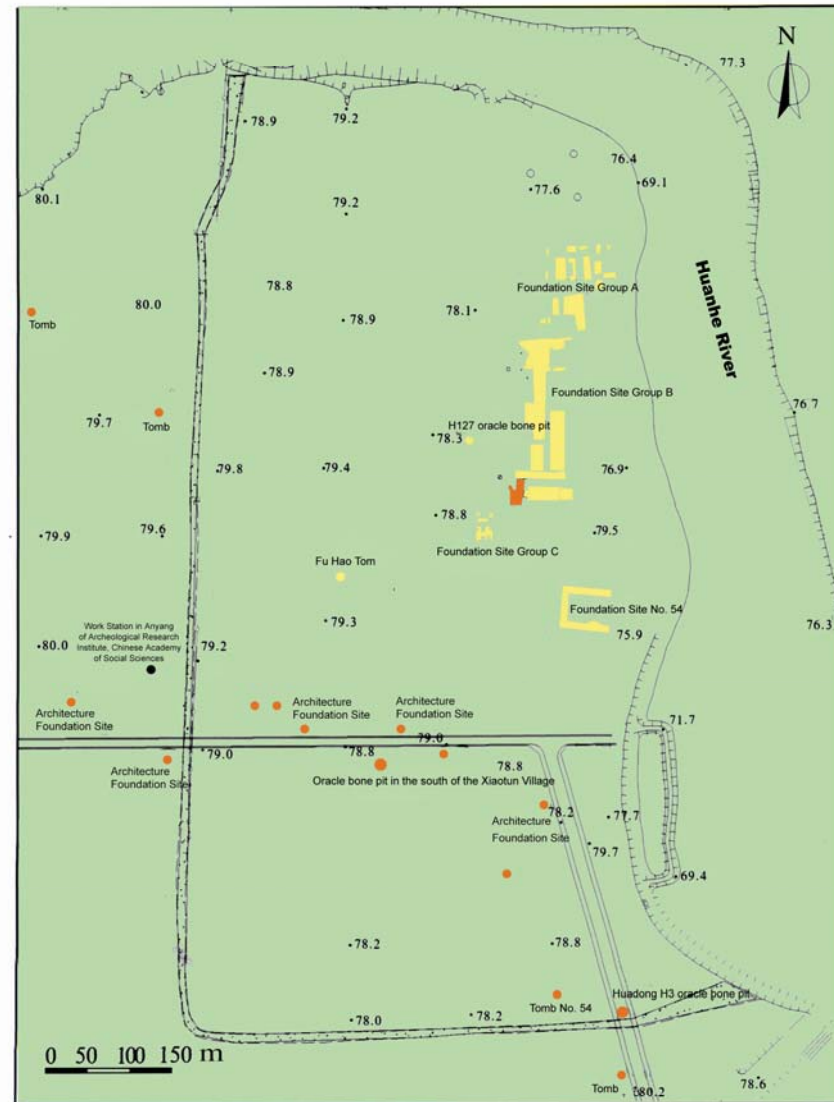 N
77.3
79.2
78.9
76.4
69.1
77.6
80.1
79.2
78.8
Foundation Site Group A
80.0
78.1
78.9
Tomb
Huanhe River
78.9
Foundation Site Group B
76.7
79.7
Tomb
H127 oracle bone pit
78.3
79.8
79.4
76.9
78.8
79.5
79.9
79.6
Foundation Site Group C
Fu Hao Tom
Foundation Site No. 54
79.3
75.9
76.3
Work Station in Anyang
of Archeological Research
Institute, Chinese Academy
of Social Sciences
80.0
79.2
Architecture
Foundation Site
Architecture
Foundation Site
Architecture
Foundation Site
71.7
79.0
79.0
78.8
78.8
Architecture
Foundation Site
Oracle bone pit in the south of the Xiaotun Village
78.2
77.7
Architecture
Foundation Site
79.7
69.4
78.2
78.8
Huadong H3 oracle bone pit
Tomb No. 54
78.2
78.0
0 50 100 150 m
Tomb
80.2
78.6